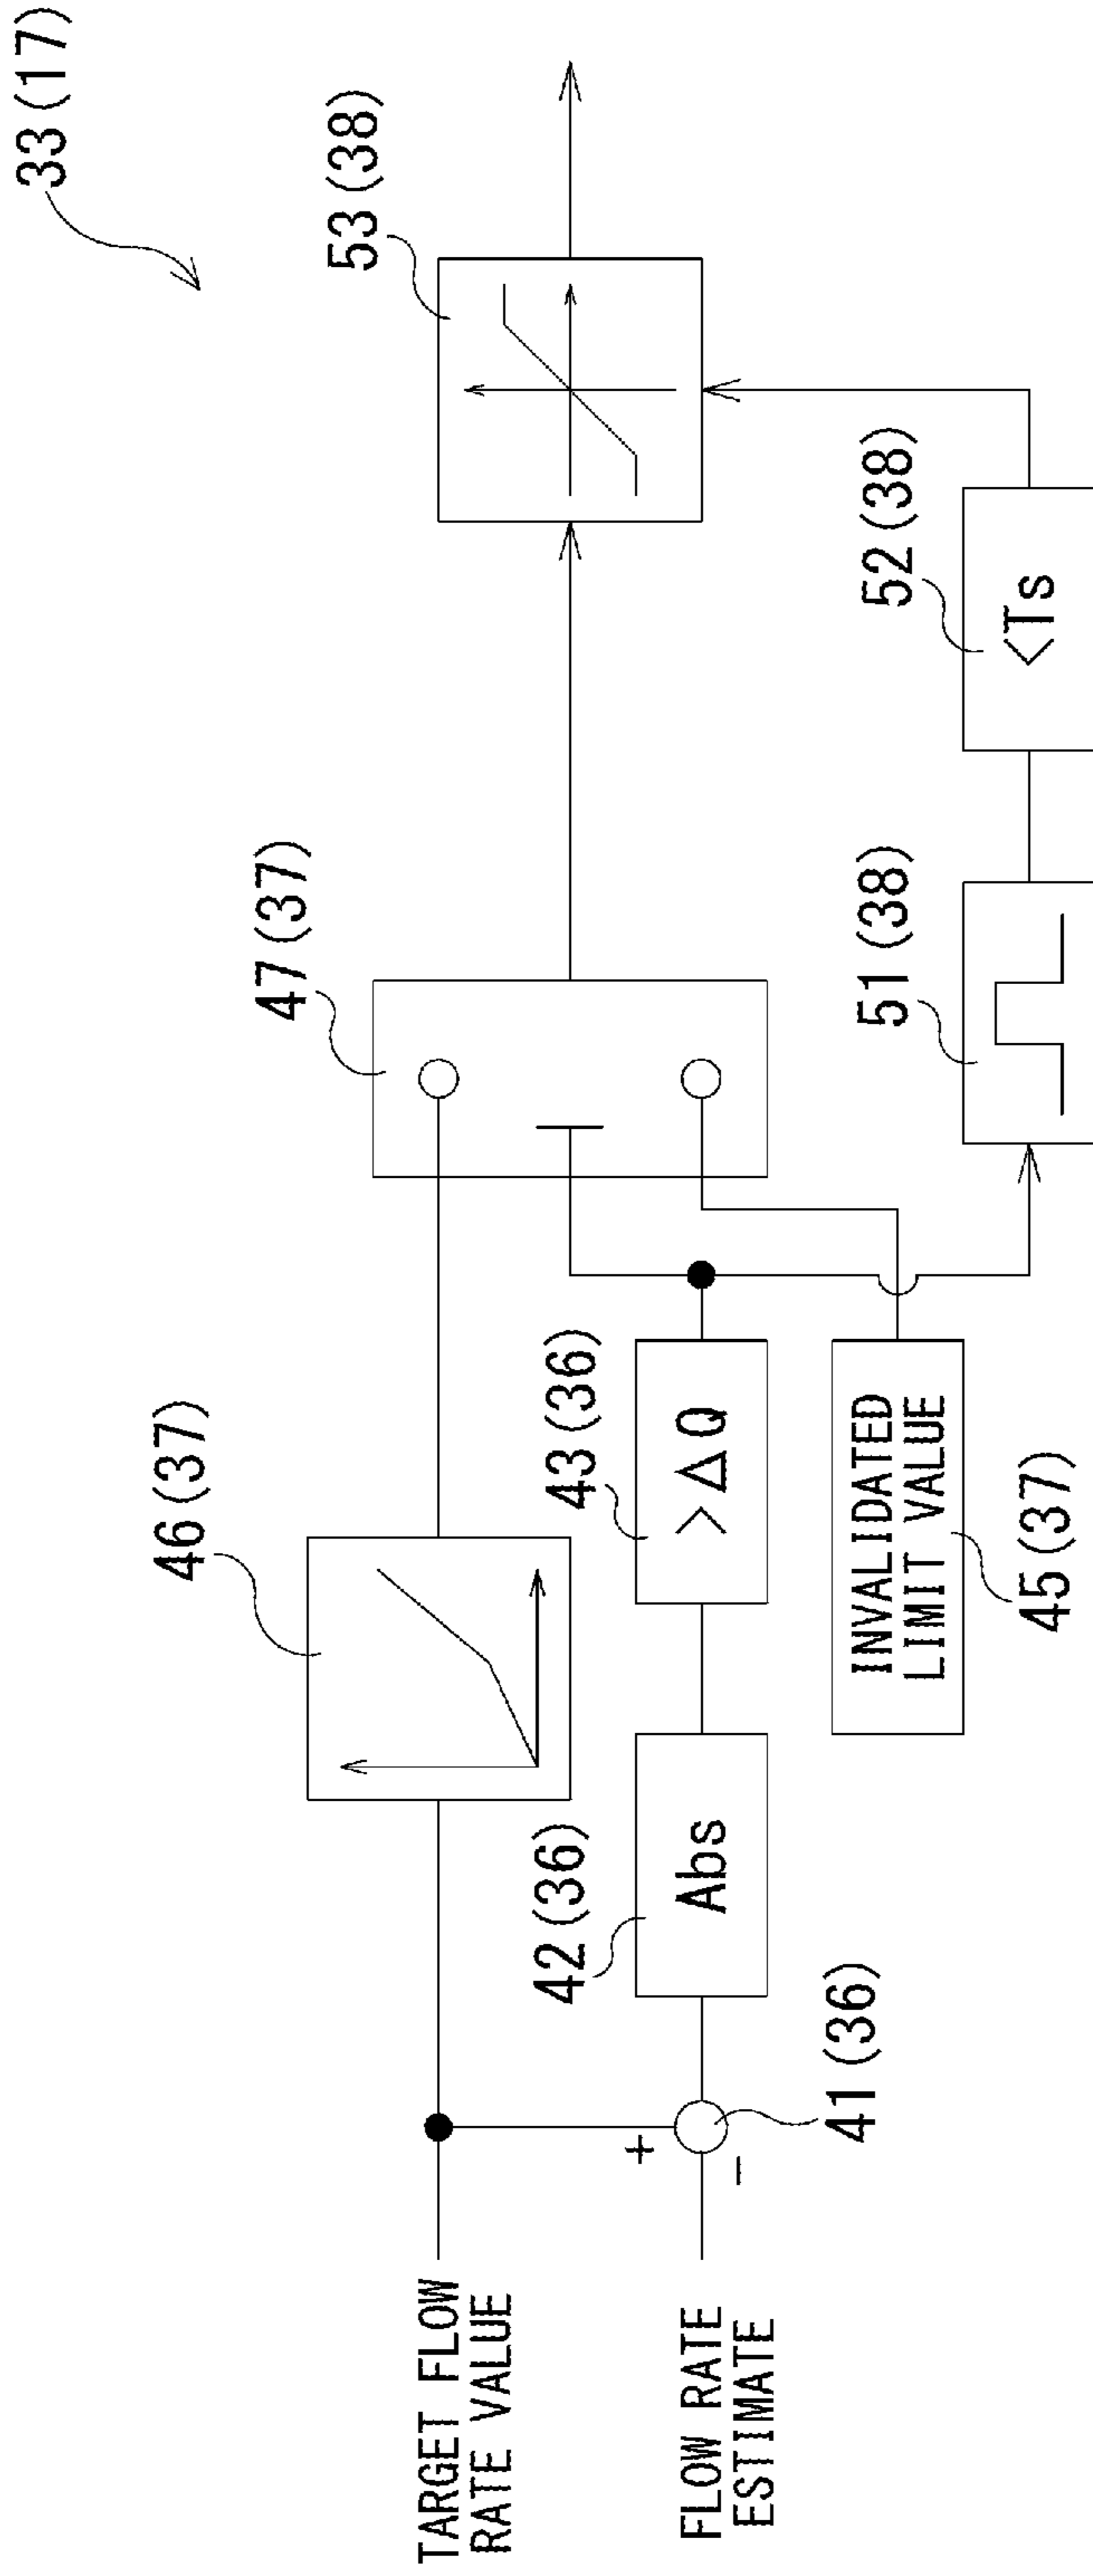 33(17)
53(38)
47(37)
46(37)
52(38)
<Ts
51(38)
43(36)
>ΔQ
42(36)
Abs
INVALIDATED
LIMIT VALUE
45(37)
41(36)
+
−
TARGET FLOW
RATE VALUE
FLOW RATE
ESTIMATE